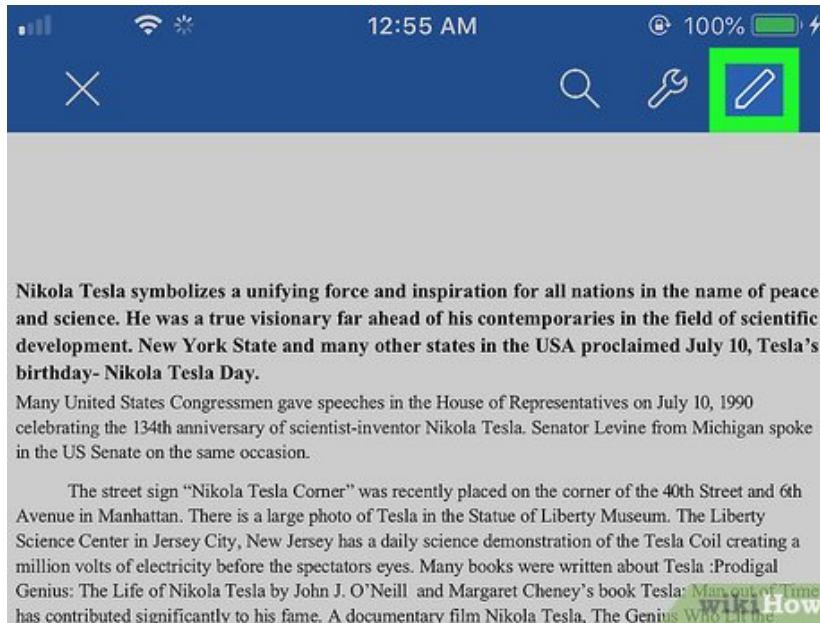 12:55 AM
100%
Nikola Tesla symbolizes a unifying force and inspiration for all nations in the name of peace
and science. He was a true visionary far ahead of his contemporaries in the field of scientific
development. New York State and many other states in the USA proclaimed July 10, Tesla’s
birthday- Nikola Tesla Day.
Many United States Congressmen gave speeches in the House of Representatives on July 10, 1990
celebrating the 134th anniversary of scientist-inventor Nikola Tesla. Senator Levine from Michigan spoke
in the US Senate on the same occasion.
The street sign “Nikola Tesla Corner” was recently placed on the corner of the 40th Street and 6th
Avenue in Manhattan. There is a large photo of Tesla in the Statue of Liberty Museum. The Liberty
Science Center in Jersey City, New Jersey has a daily science demonstration of the Tesla Coil creating a
million volts of electricity before the spectators eyes. Many books were written about Tesla :Prodigal
Genius: The Life of Nikola Tesla by John J. O’Neill and Margaret Cheney’s book Tesla: Man out of Time
has contributed significantly to his fame. A documentary film Nikola Tesla, The Genius Who Lit the
wikiHow